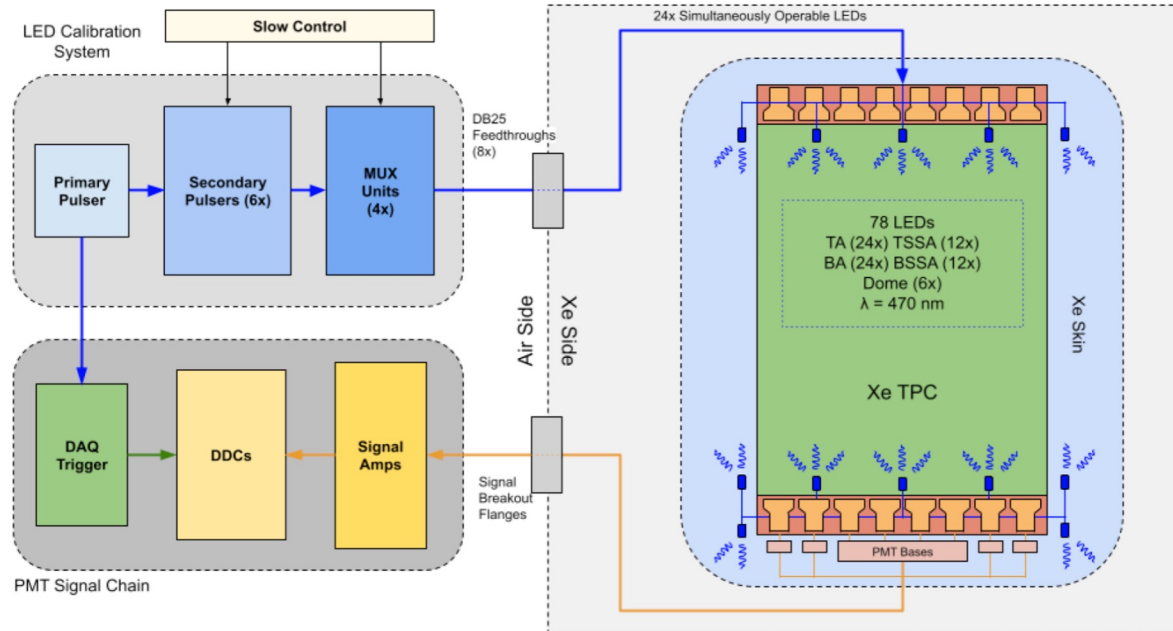 LED Calibration
System
Slow Control
24x Simultaneously Operable LEDs
Primary
Pulser
Secondary
Pulsers (6x)
MUX
Units
(4x)
DB25
Feedthroughs
(8x)
Air Side
Xe Side
78 LEDs
TA (24x) TSSA (12x)
BA (24x) BSSA (12x)
Dome (6x)
λ = 470 nm
Xe TPC
Xe Skin
DAQ
Trigger
DDCs
Signal
Amps
Signal
Breakout
Flanges
PMT Bases
PMT Signal Chain